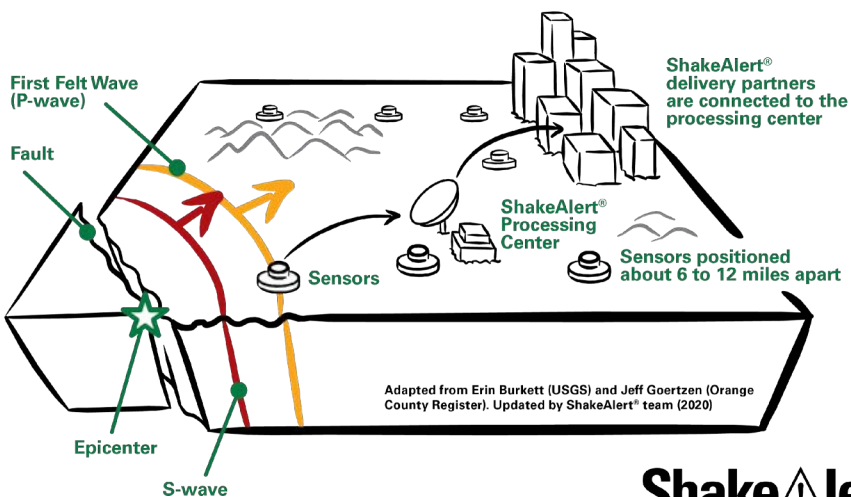 First Felt Wave
(P-wave)
Fault
ShakeAlert®
delivery partners
are connected to the
processing center
ShakeAlert®
Processing
Center
Sensors
Sensors positioned
about 6 to 12 miles apart
Adapted from Erin Burkett (USGS) and Jeff Goertzen (Orange
County Register). Updated by ShakeAlert® team (2020)
Epicenter
S-wave